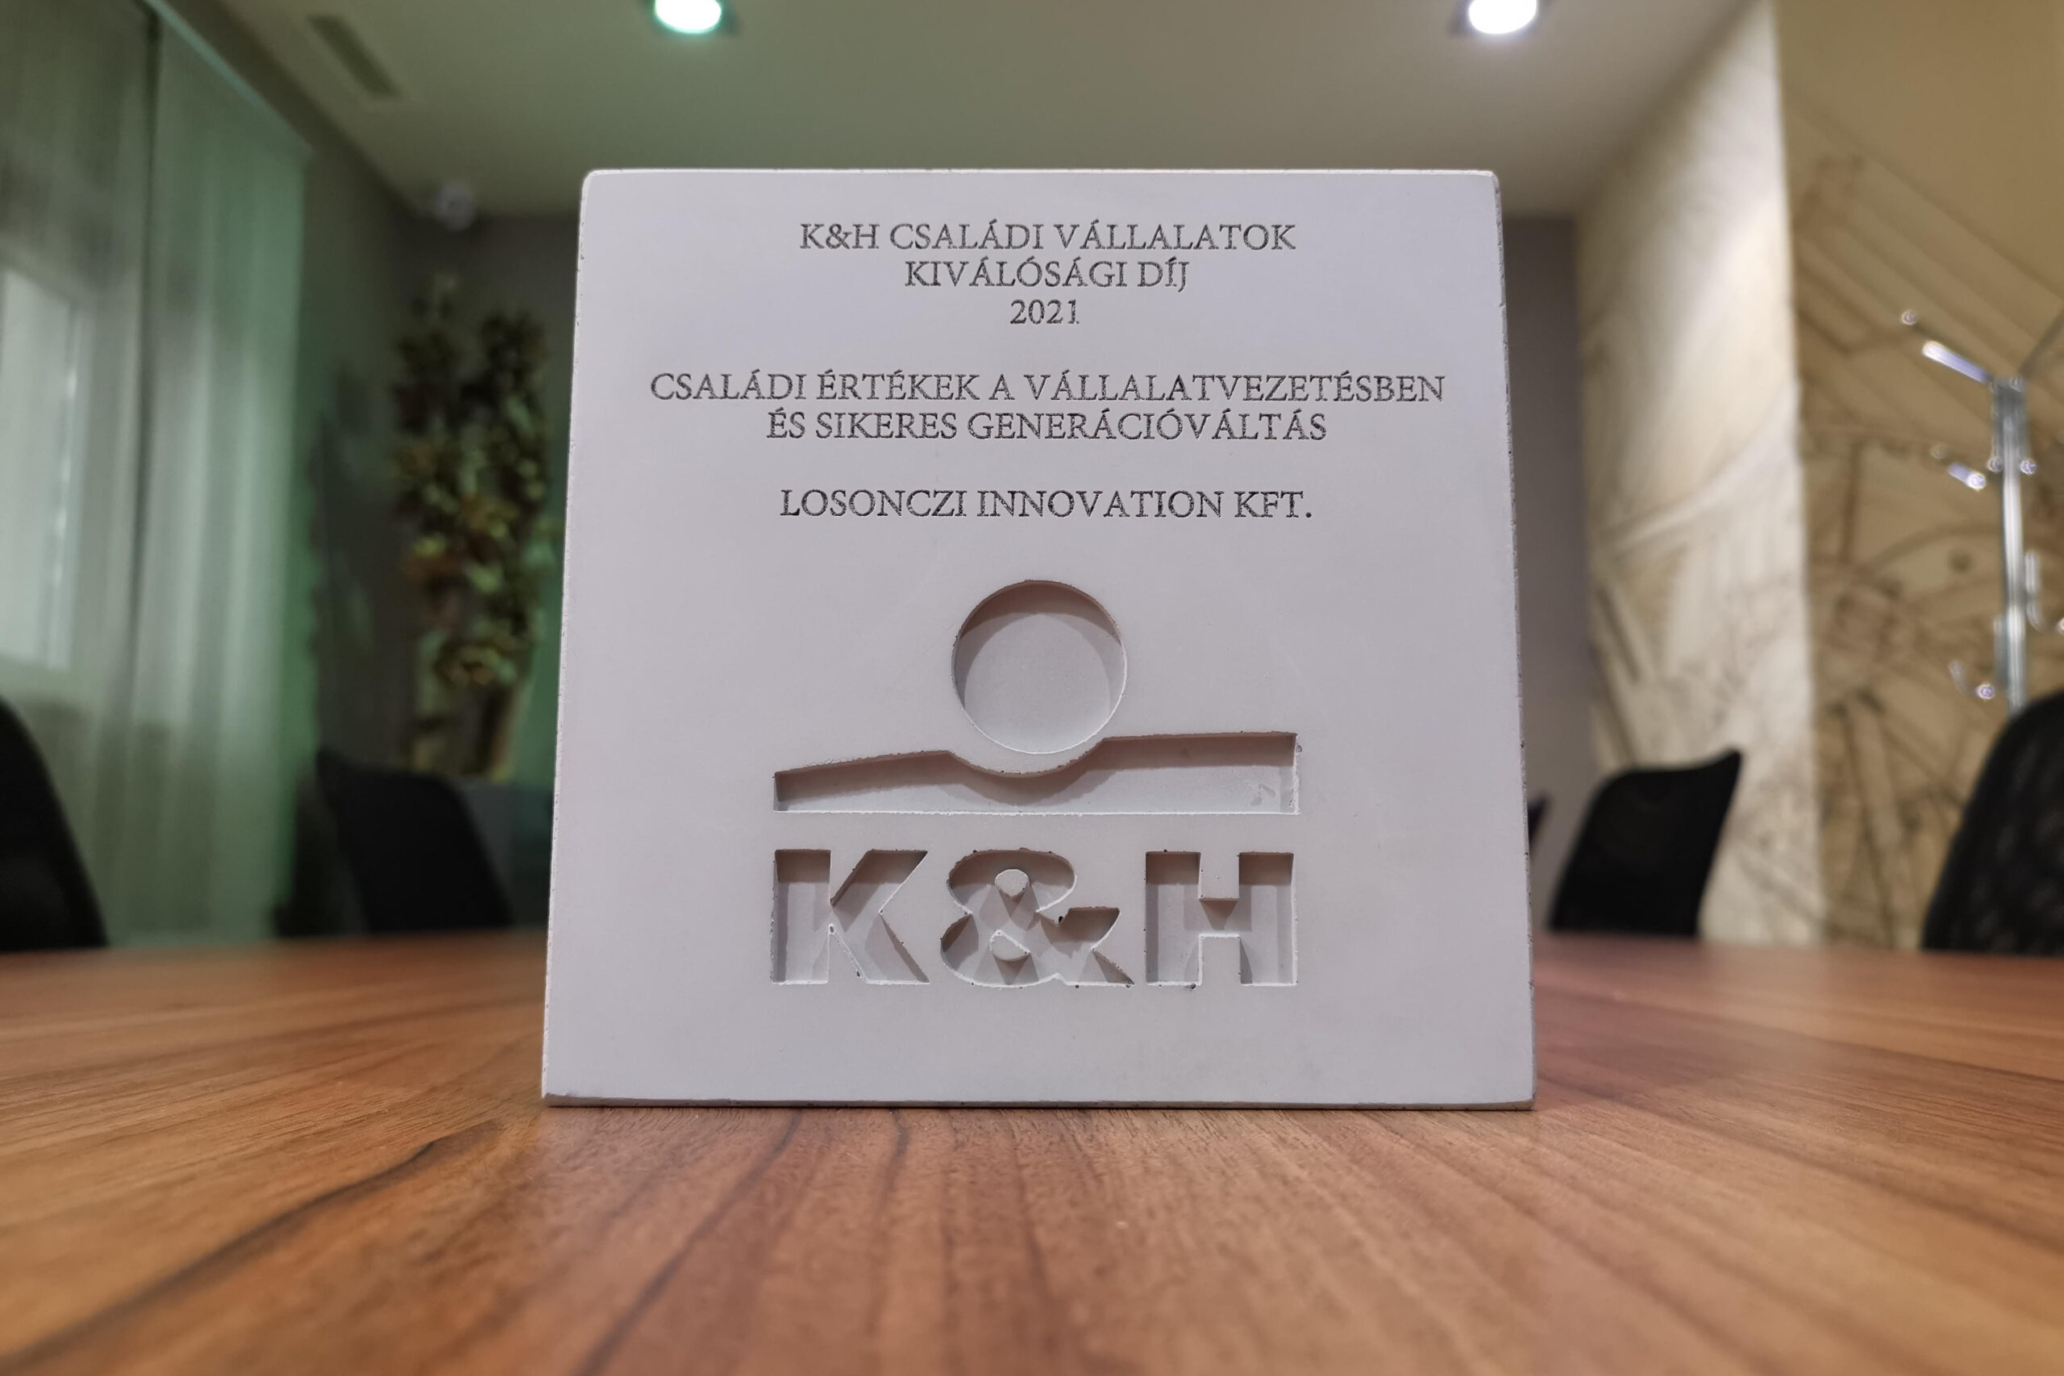 K&H CSALÁDI VÁLLALATOK
KIVÁLÓSÁGI DÍJ
2021
CSALÁDI ÉRTÉKEK A VÁLLALATVEZETÉSBEN
ÉS SIKERES GENERÁCIÓVÁLTÁS
LOSONCZI INNOVATION KFT.
K&H